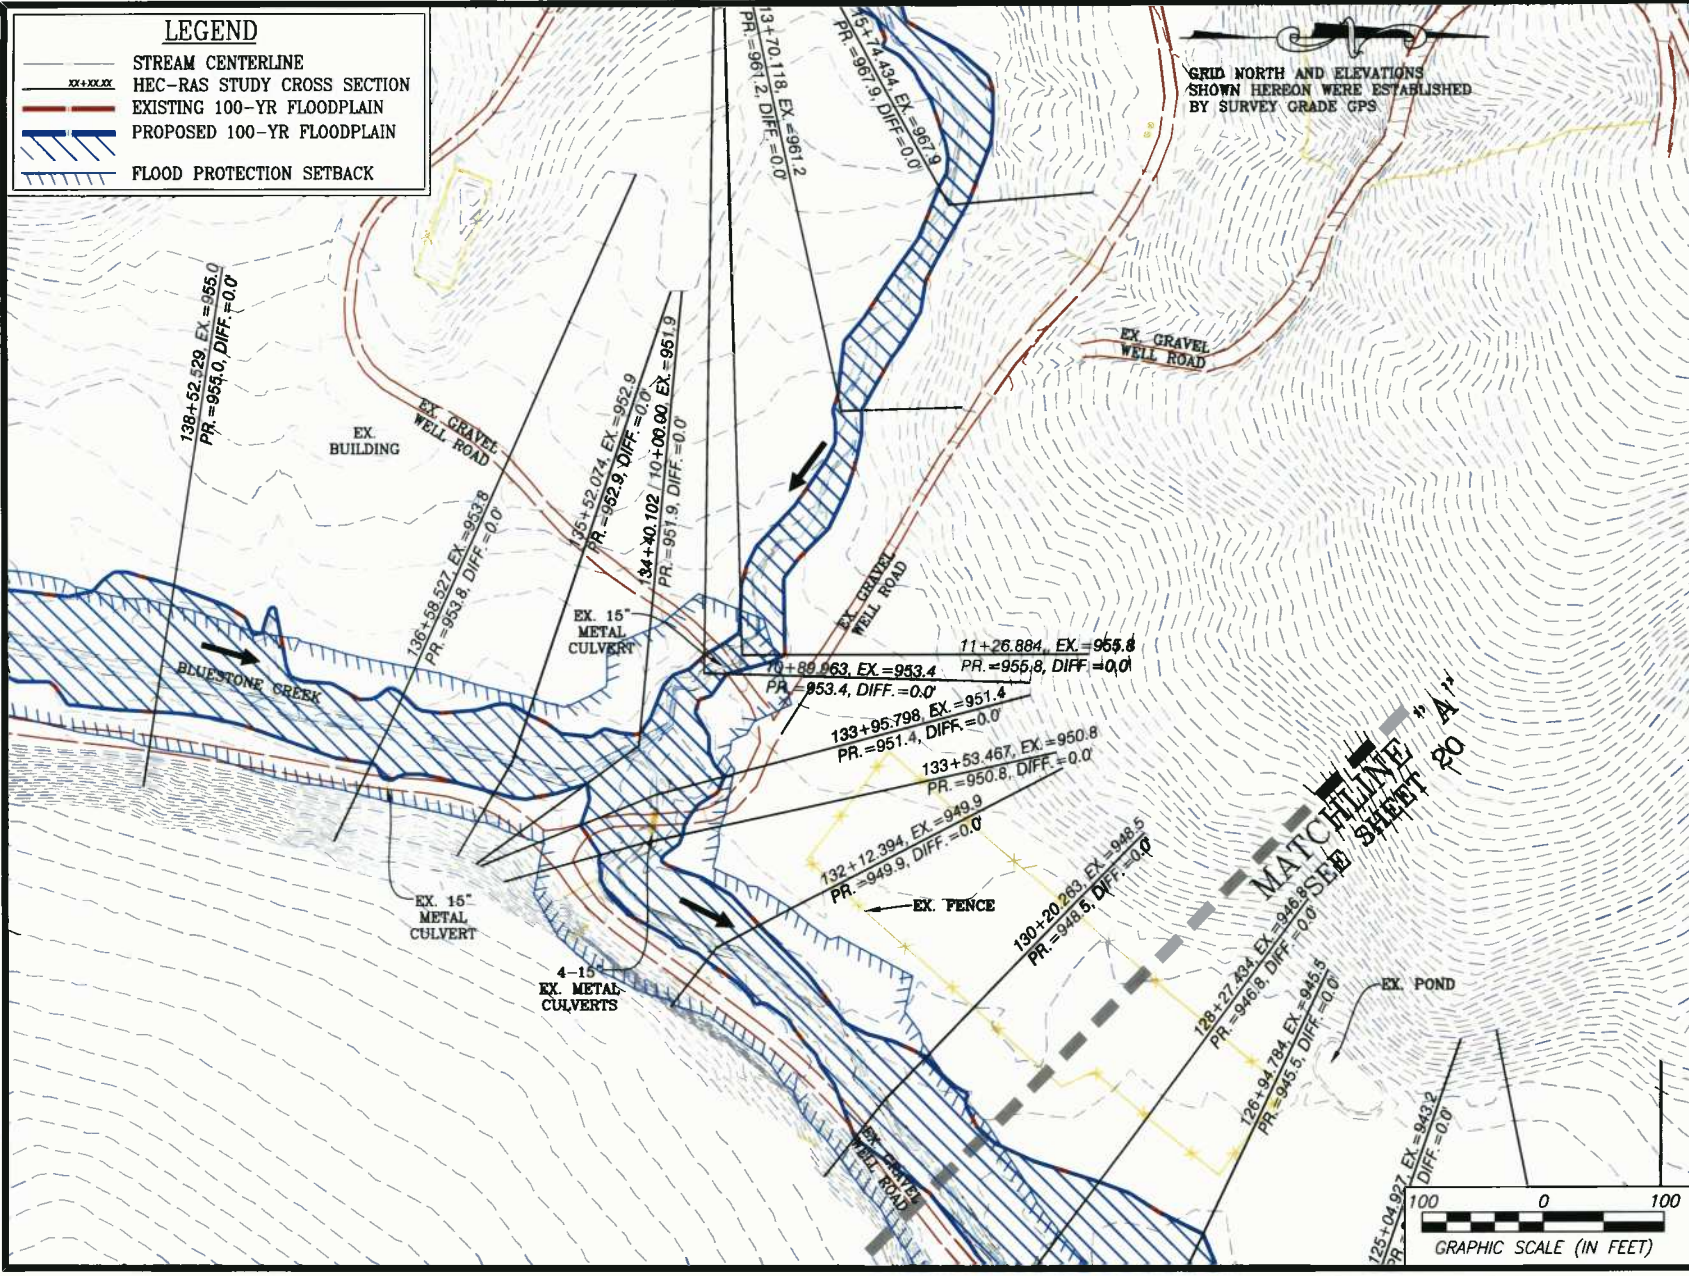 LEGEND
STREAM CENTERLINE
XX+XX.XX HEC-RAS STUDY CROSS SECTION
EXISTING 100-YR FLOODPLAIN
PROPOSED 100-YR FLOODPLAIN
FLOOD PROTECTION SETBACK
13+70.118, EX.=961.2
PR.=961.2, DIFF.=0.0'
15+74.434, EX.=967.9
PR.=967.9, DIFF=0.0'
GRID NORTH AND ELEVATIONS
SHOWN HEREON WERE ESTABLISHED
BY SURVEY GRADE GPS
138+52.529, EX.=955.0
PR.=955.0, DIFF.=0.0'
EX.
BUILDING
EX. GRAVEL
WELL ROAD
EX. GRAVEL
WELL ROAD
136+58.527, EX.=953.8
PR.=953.8, DIFF.=0.0'
135+52.074, EX.=952.9
PR.=952.9, DIFF.=0.0'
134+40.102 / 10+00.00, EX.=951.9
PR.=951.9, DIFF.=0.0'
EX. GRAVEL
WELL ROAD
EX. 15"
METAL
CULVERT
BLUESTONE CREEK
11+26.884, EX.=955.8
PR.=955.8, DIFF.=0.0'
10+89.963, EX.=953.4
PR.=953.4, DIFF.=0.0'
133+95.798, EX.=951.4
PR.=951.4, DIFF.=0.0'
133+53.467, EX.=950.8
PR.=950.8, DIFF.=0.0'
132+12.394, EX.=949.9
PR.=949.9, DIFF.=0.0'
130+20.263, EX.=948.5
PR.=948.5, DIFF.=0.0'
MATCHLINE "A"
SEE SHEET 20
EX. FENCE
EX. 15"
METAL
CULVERT
4-15"
EX. METAL
CULVERTS
128+27.434, EX.=946.8
PR.=946.8, DIFF.=0.0'
126+94.784, EX.=945.5
PR.=945.5, DIFF.=0.0'
EX. POND
EX. GRAVEL
WELL ROAD
125+04.927, EX.=943.2
DIFF.=0.0'
100 0 100
GRAPHIC SCALE (IN FEET)